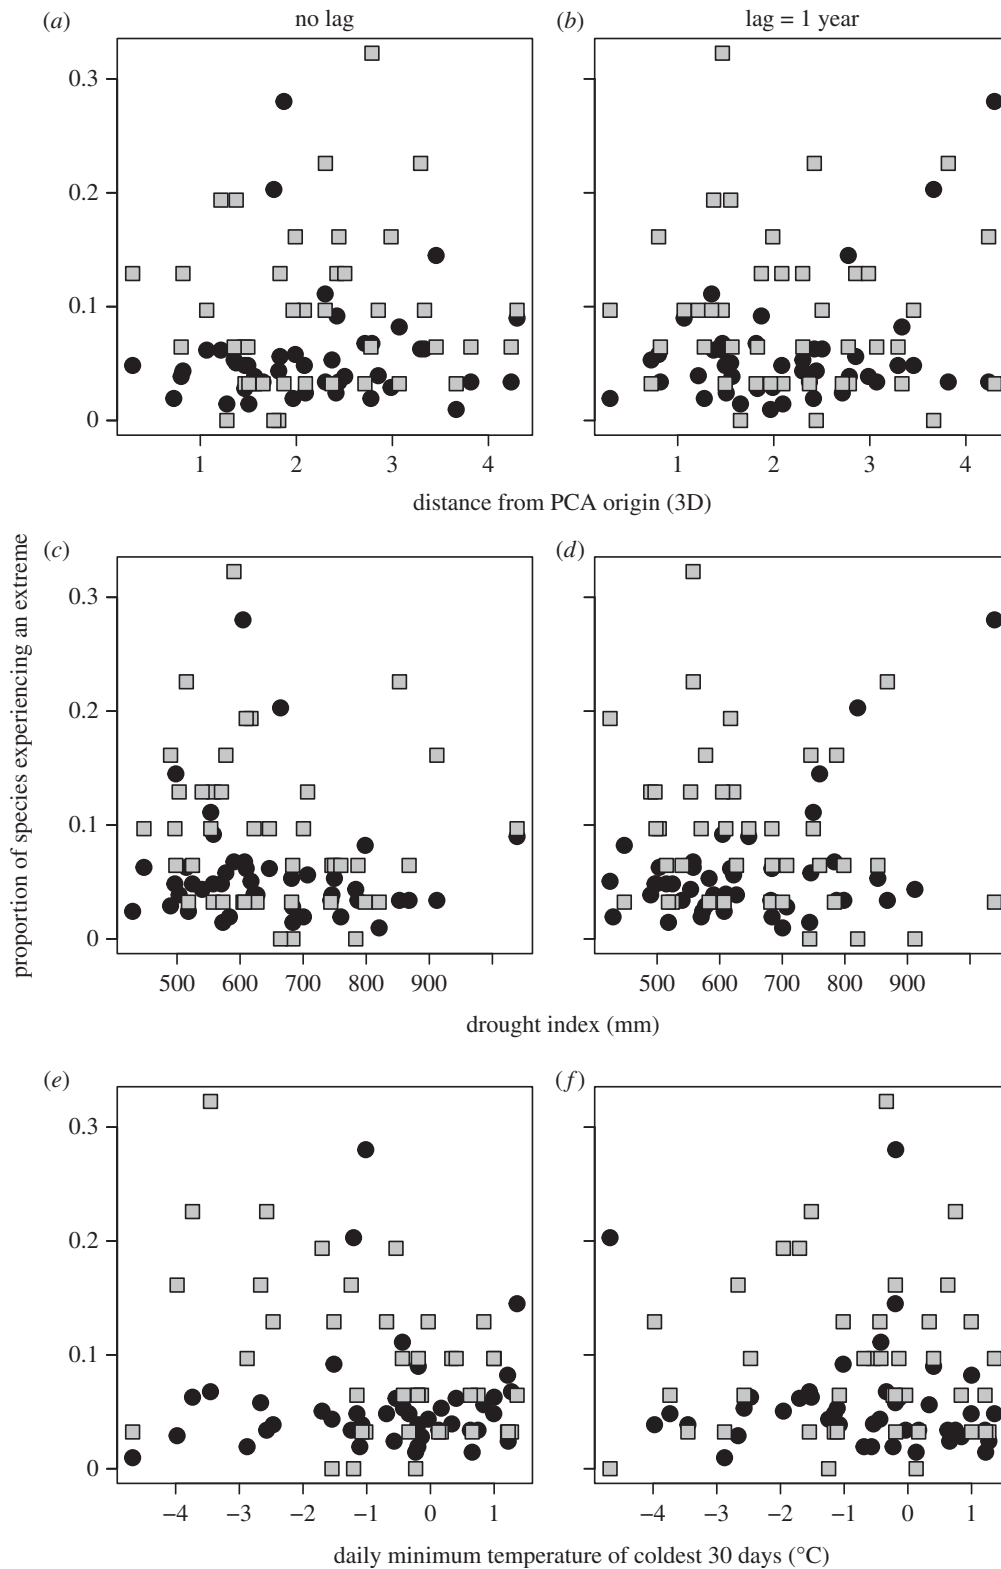 (a) no lag (b) lag = 1 year
0.3
0.2
0.1
0
1 2 3 4 1 2 3 4
distance from PCA origin (3D)
proportion of species experiencing an extreme
(c) (d)
0.3
0.2
0.1
0
500 600 700 800 900 500 600 700 800 900
drought index (mm)
(e) (f)
0.3
0.2
0.1
0
−4 −3 −2 −1 0 1 −4 −3 −2 −1 0 1
daily minimum temperature of coldest 30 days (°C)